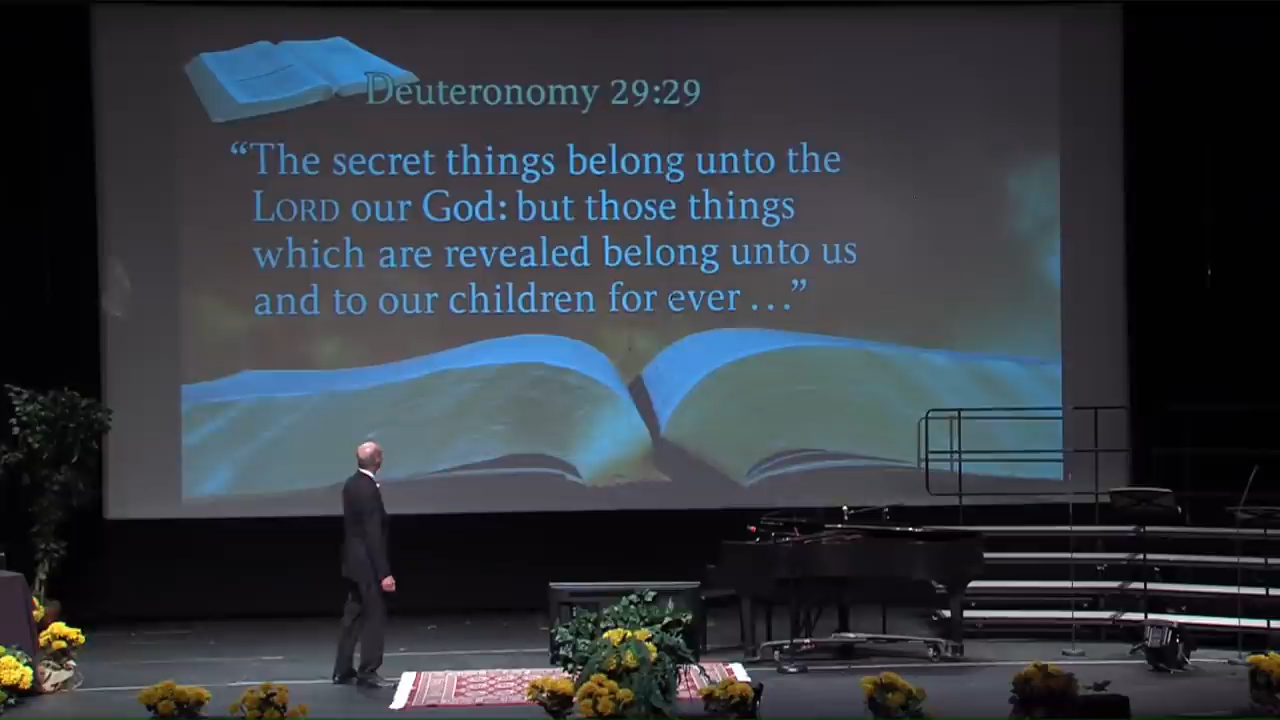 Deuteronomy 29:29
“The secret things belong unto the
LORD our God: but those things
which are revealed belong unto us
and to our children for ever . . .”